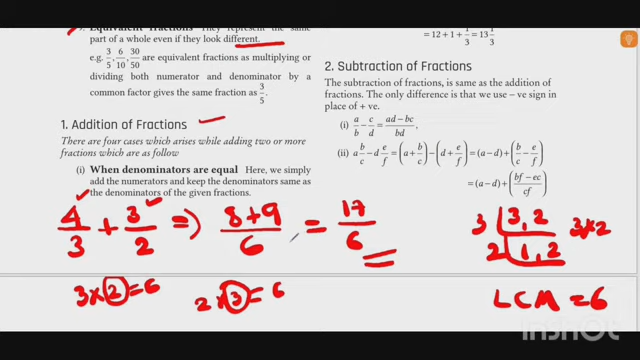 9. Equivalent fractions They represent the same
part of a whole even if they look different.
e.g. 3/5, 6/10, 30/50 are equivalent fractions as multiplying or
dividing both numerator and denominator by a
common factor gives the same fraction as 3/5
1. Addition of Fractions
There are four cases which arises while adding two or more
fractions which are as follow
(i) When denominators are equal Here, we simply
add the numerators and keep the denominators same as
the denominators of the given fractions.
= 12 + 1 + 1/3 = 13 1/3
2. Subtraction of Fractions
The subtraction of fractions, is same as the addition of
fractions. The only difference is that we use −ve sign in
place of +ve.
(i) a/b − c/d = ad − bc/bd,
(ii) a b/c − d e/f = (a + b/c) − (d + e/f) = (a − d) + (b/c − e/f)
= (a − d) + (bf − ec/cf)
4/3 + 3/2 => 8+9/6 = 17/6
3 × 2 = 6
2 × 3 = 6
3 | 3, 2 3×2
2 | 1, 2
LCM = 6
InShot